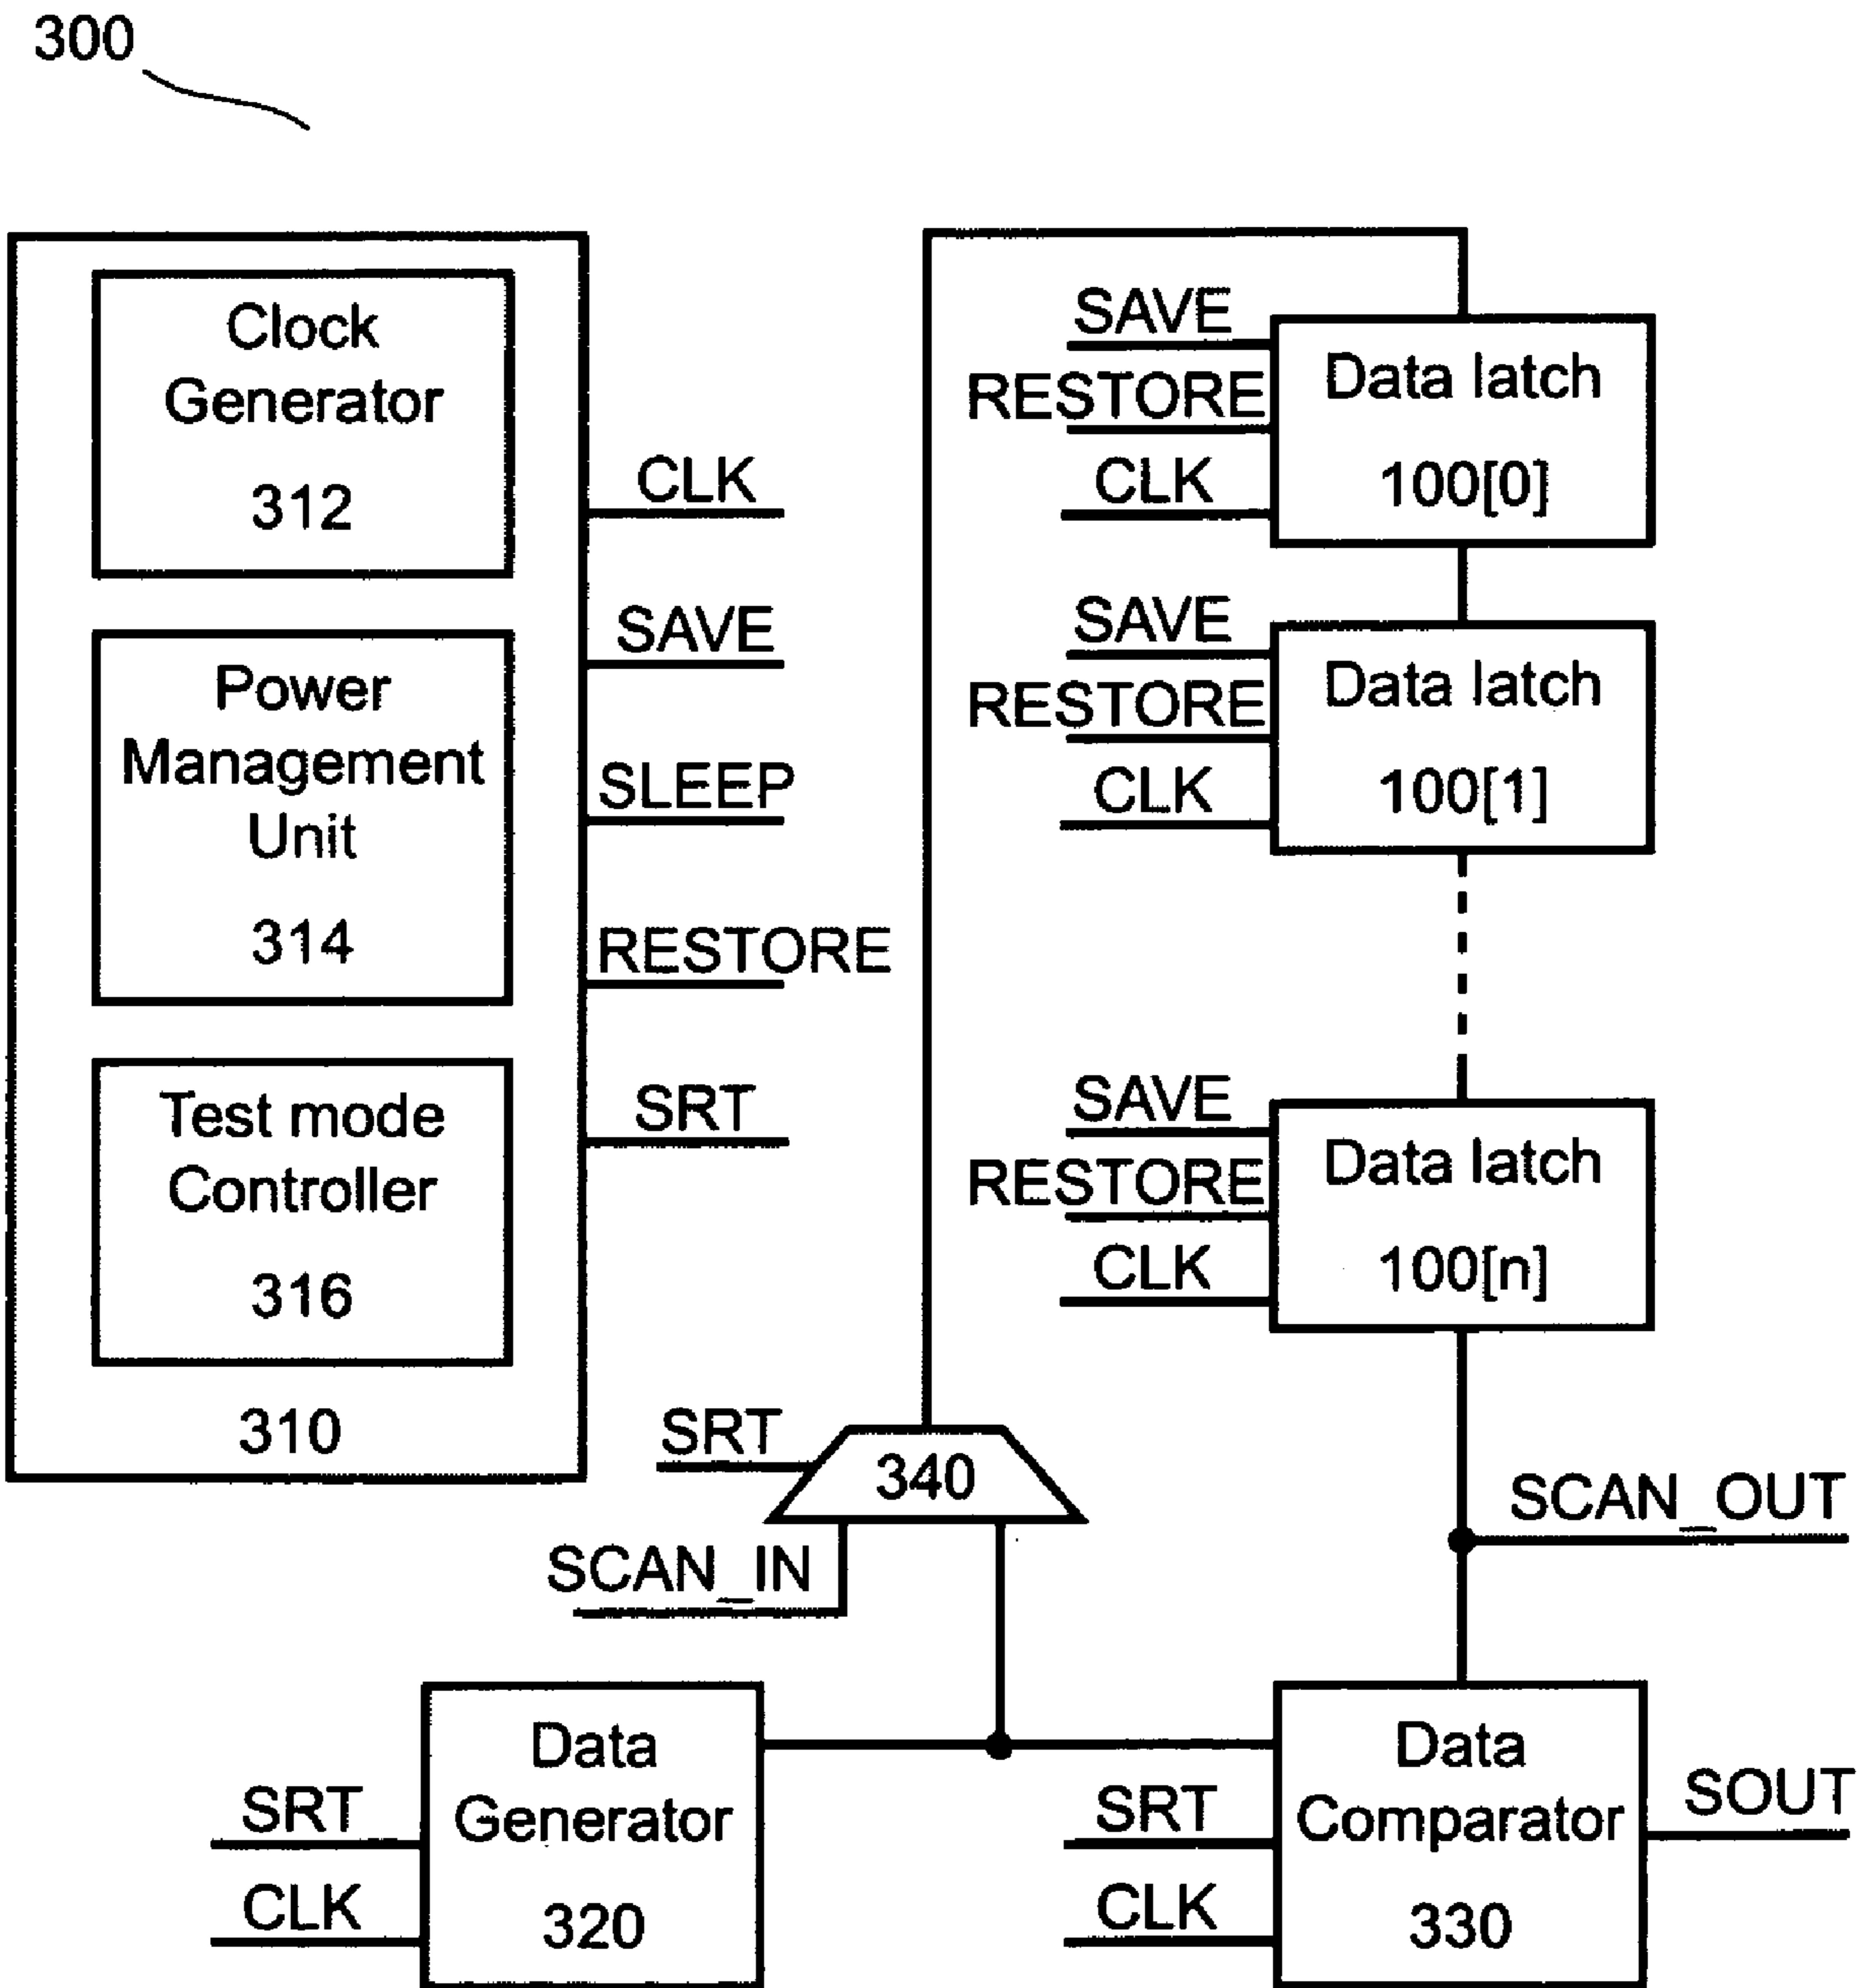 300
Clock
Generator
312
Power
Management
Unit
314
Test mode
Controller
316
310
CLK
SAVE
SLEEP
RESTORE
SRT
SAVE
RESTORE
CLK
Data latch
100[0]
SAVE
RESTORE
CLK
Data latch
100[1]
SAVE
RESTORE
CLK
Data latch
100[n]
SRT
340
SCAN_IN
SCAN_OUT
SRT
CLK
Data
Generator
320
SRT
CLK
Data
Comparator
330
SOUT